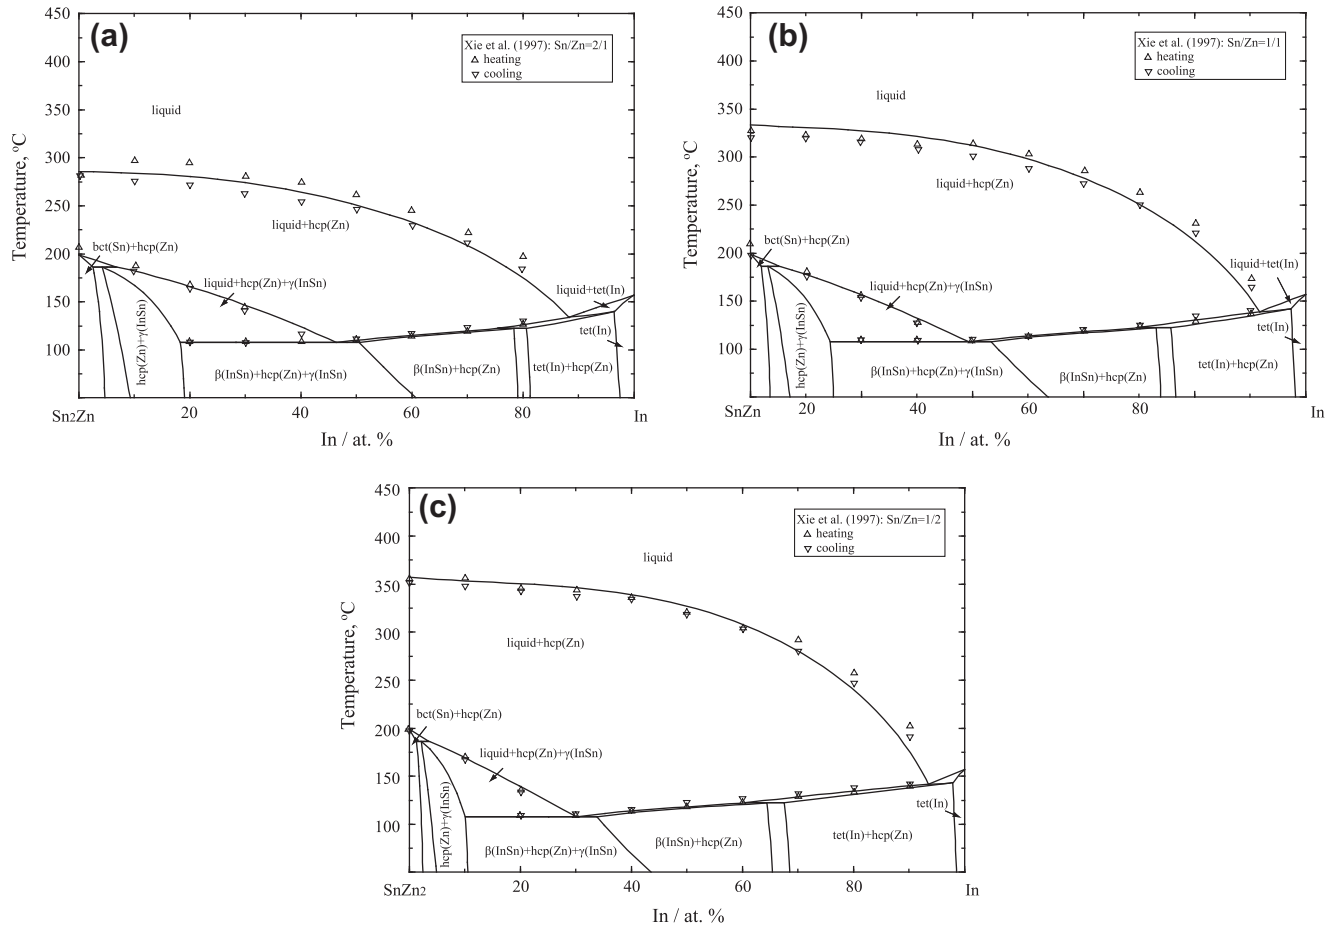 (a)
450
400
350
300
250
200
150
100
Temperature, °C
Xie et al. (1997): Sn/Zn=2/1
heating
cooling
liquid
liquid+hcp(Zn)
bct(Sn)+hcp(Zn)
liquid+hcp(Zn)+γ(InSn)
liquid+tet(In)
tet(In)
hcp(Zn)+γ(InSn)
β(InSn)+hcp(Zn)+γ(InSn)
β(InSn)+hcp(Zn)
tet(In)+hcp(Zn)
Sn2Zn 20 40 60 80 In
In / at. %
(b)
450
400
350
300
250
200
150
100
Temperature, °C
Xie et al. (1997): Sn/Zn=1/1
heating
cooling
liquid
liquid+hcp(Zn)
bct(Sn)+hcp(Zn)
liquid+tet(In)
liquid+hcp(Zn)+γ(InSn)
tet(In)
hcp(Zn)+γ(InSn)
β(InSn)+hcp(Zn)+γ(InSn)
β(InSn)+hcp(Zn)
tet(In)+hcp(Zn)
SnZn 20 40 60 80 In
In / at. %
(c)
450
400
350
300
250
200
150
100
Temperature, °C
Xie et al. (1997): Sn/Zn=1/2
heating
cooling
liquid
liquid+hcp(Zn)
bct(Sn)+hcp(Zn)
liquid+hcp(Zn)+γ(InSn)
tet(In)
hcp(Zn)+γ(InSn)
β(InSn)+hcp(Zn)+γ(InSn)
β(InSn)+hcp(Zn)
tet(In)+hcp(Zn)
SnZn2 20 40 60 80 In
In / at. %